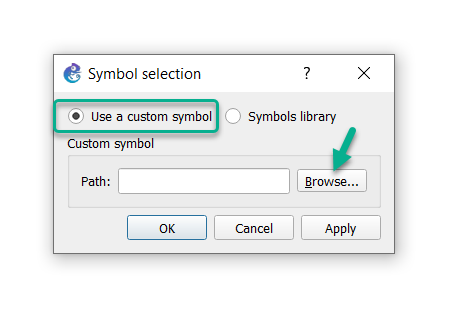 Symbol selection ?
Use a custom symbol Symbols library
Custom symbol
Path: Browse...
OK Cancel Apply